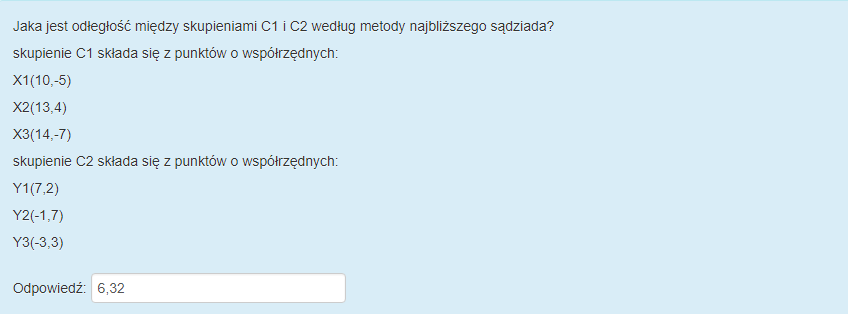 Jaka jest odległość między skupieniami C1 i C2 według metody najbliższego sądziada?
skupienie C1 składa się z punktów o współrzędnych:
X1(10,-5)
X2(13,4)
X3(14,-7)
skupienie C2 składa się z punktów o współrzędnych:
Y1(7,2)
Y2(-1,7)
Y3(-3,3)
Odpowiedź: 6,32